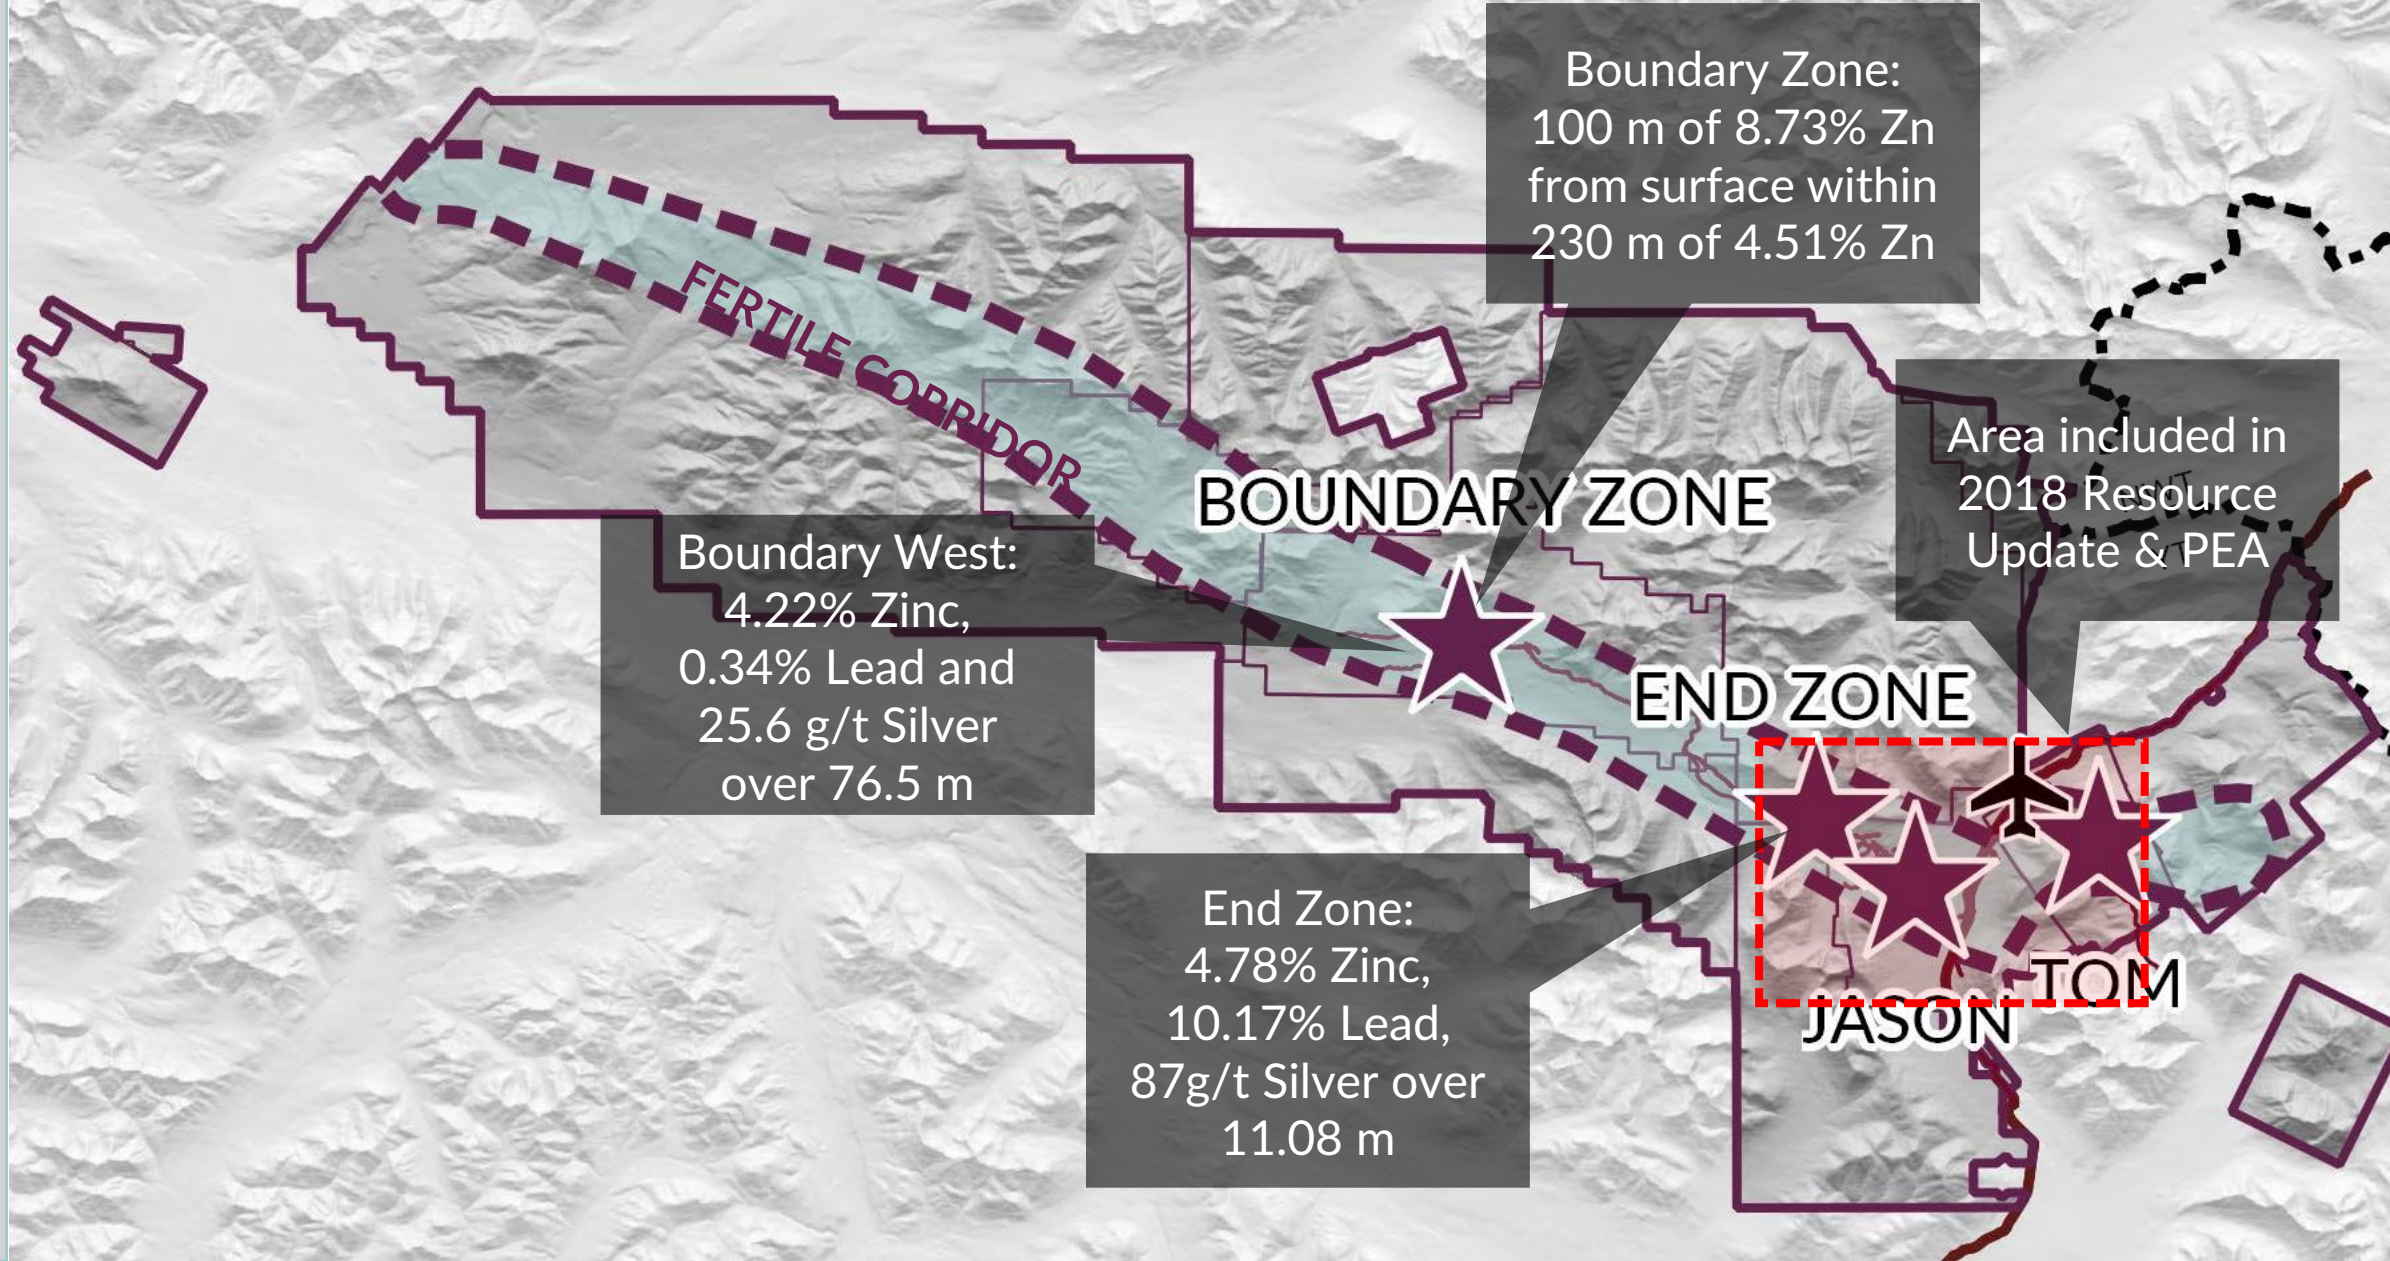 Boundary Zone:
100 m of 8.73% Zn
from surface within
230 m of 4.51% Zn
FERTILE CORRIDOR
Area included in
2018 Resource
Update & PEA
NWT
YT
BOUNDARY ZONE
Boundary West:
4.22% Zinc,
0.34% Lead and
25.6 g/t Silver
over 76.5 m
END ZONE
End Zone:
4.78% Zinc,
10.17% Lead,
87g/t Silver over
11.08 m
TOM
JASON